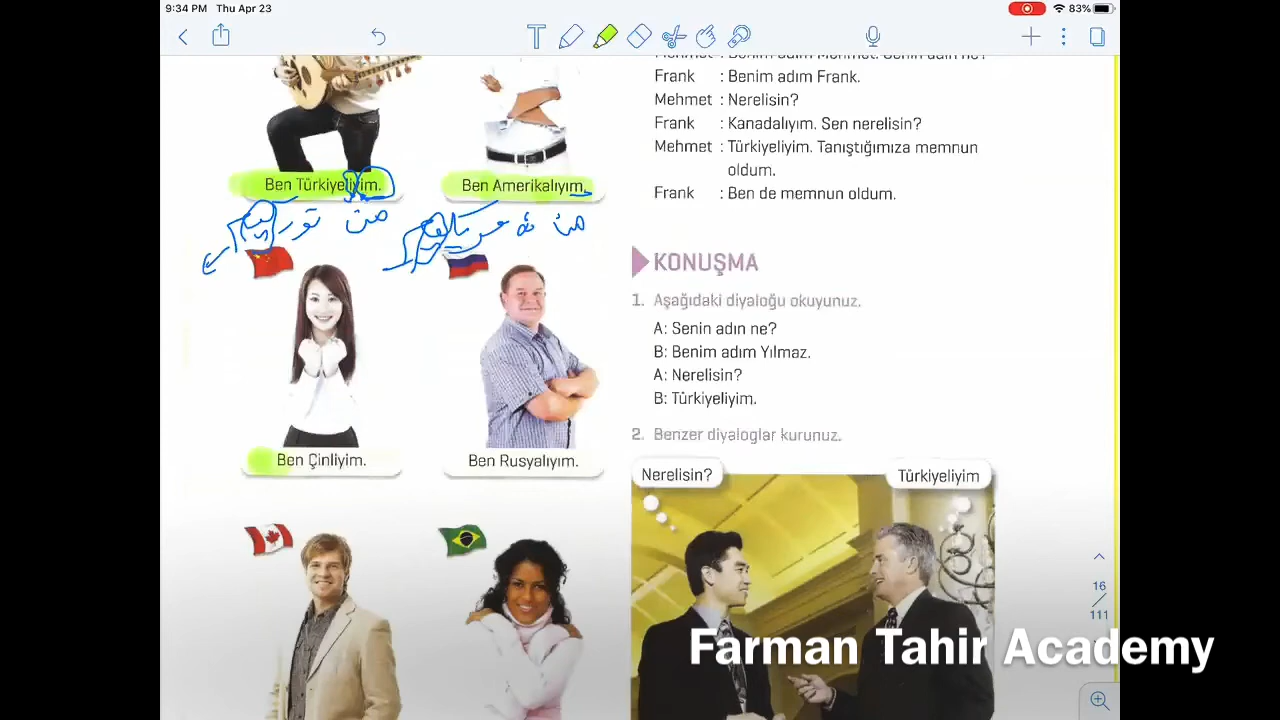 9:34 PM Thu Apr 23
83%
Frank : Benim adım Frank.
Mehmet : Nerelisin?
Frank : Kanadalıyım. Sen nerelisin?
Mehmet : Türkiyeliyim. Tanıştığımıza memnun
oldum.
Frank : Ben de memnun oldum.
Ben Türkiyeliyim.
Ben Amerikalıyım.
من
من
KONUŞMA
1. Aşağıdaki diyaloğu okuyunuz.
A: Senin adın ne?
B: Benim adım Yılmaz.
A: Nerelisin?
B: Türkiyeliyim.
2. Benzer diyaloglar kurunuz.
Ben Çinliyim.
Ben Rusyalıyım.
Nerelisin?
Türkiyeliyim
16
111
Farman Tahir Academy